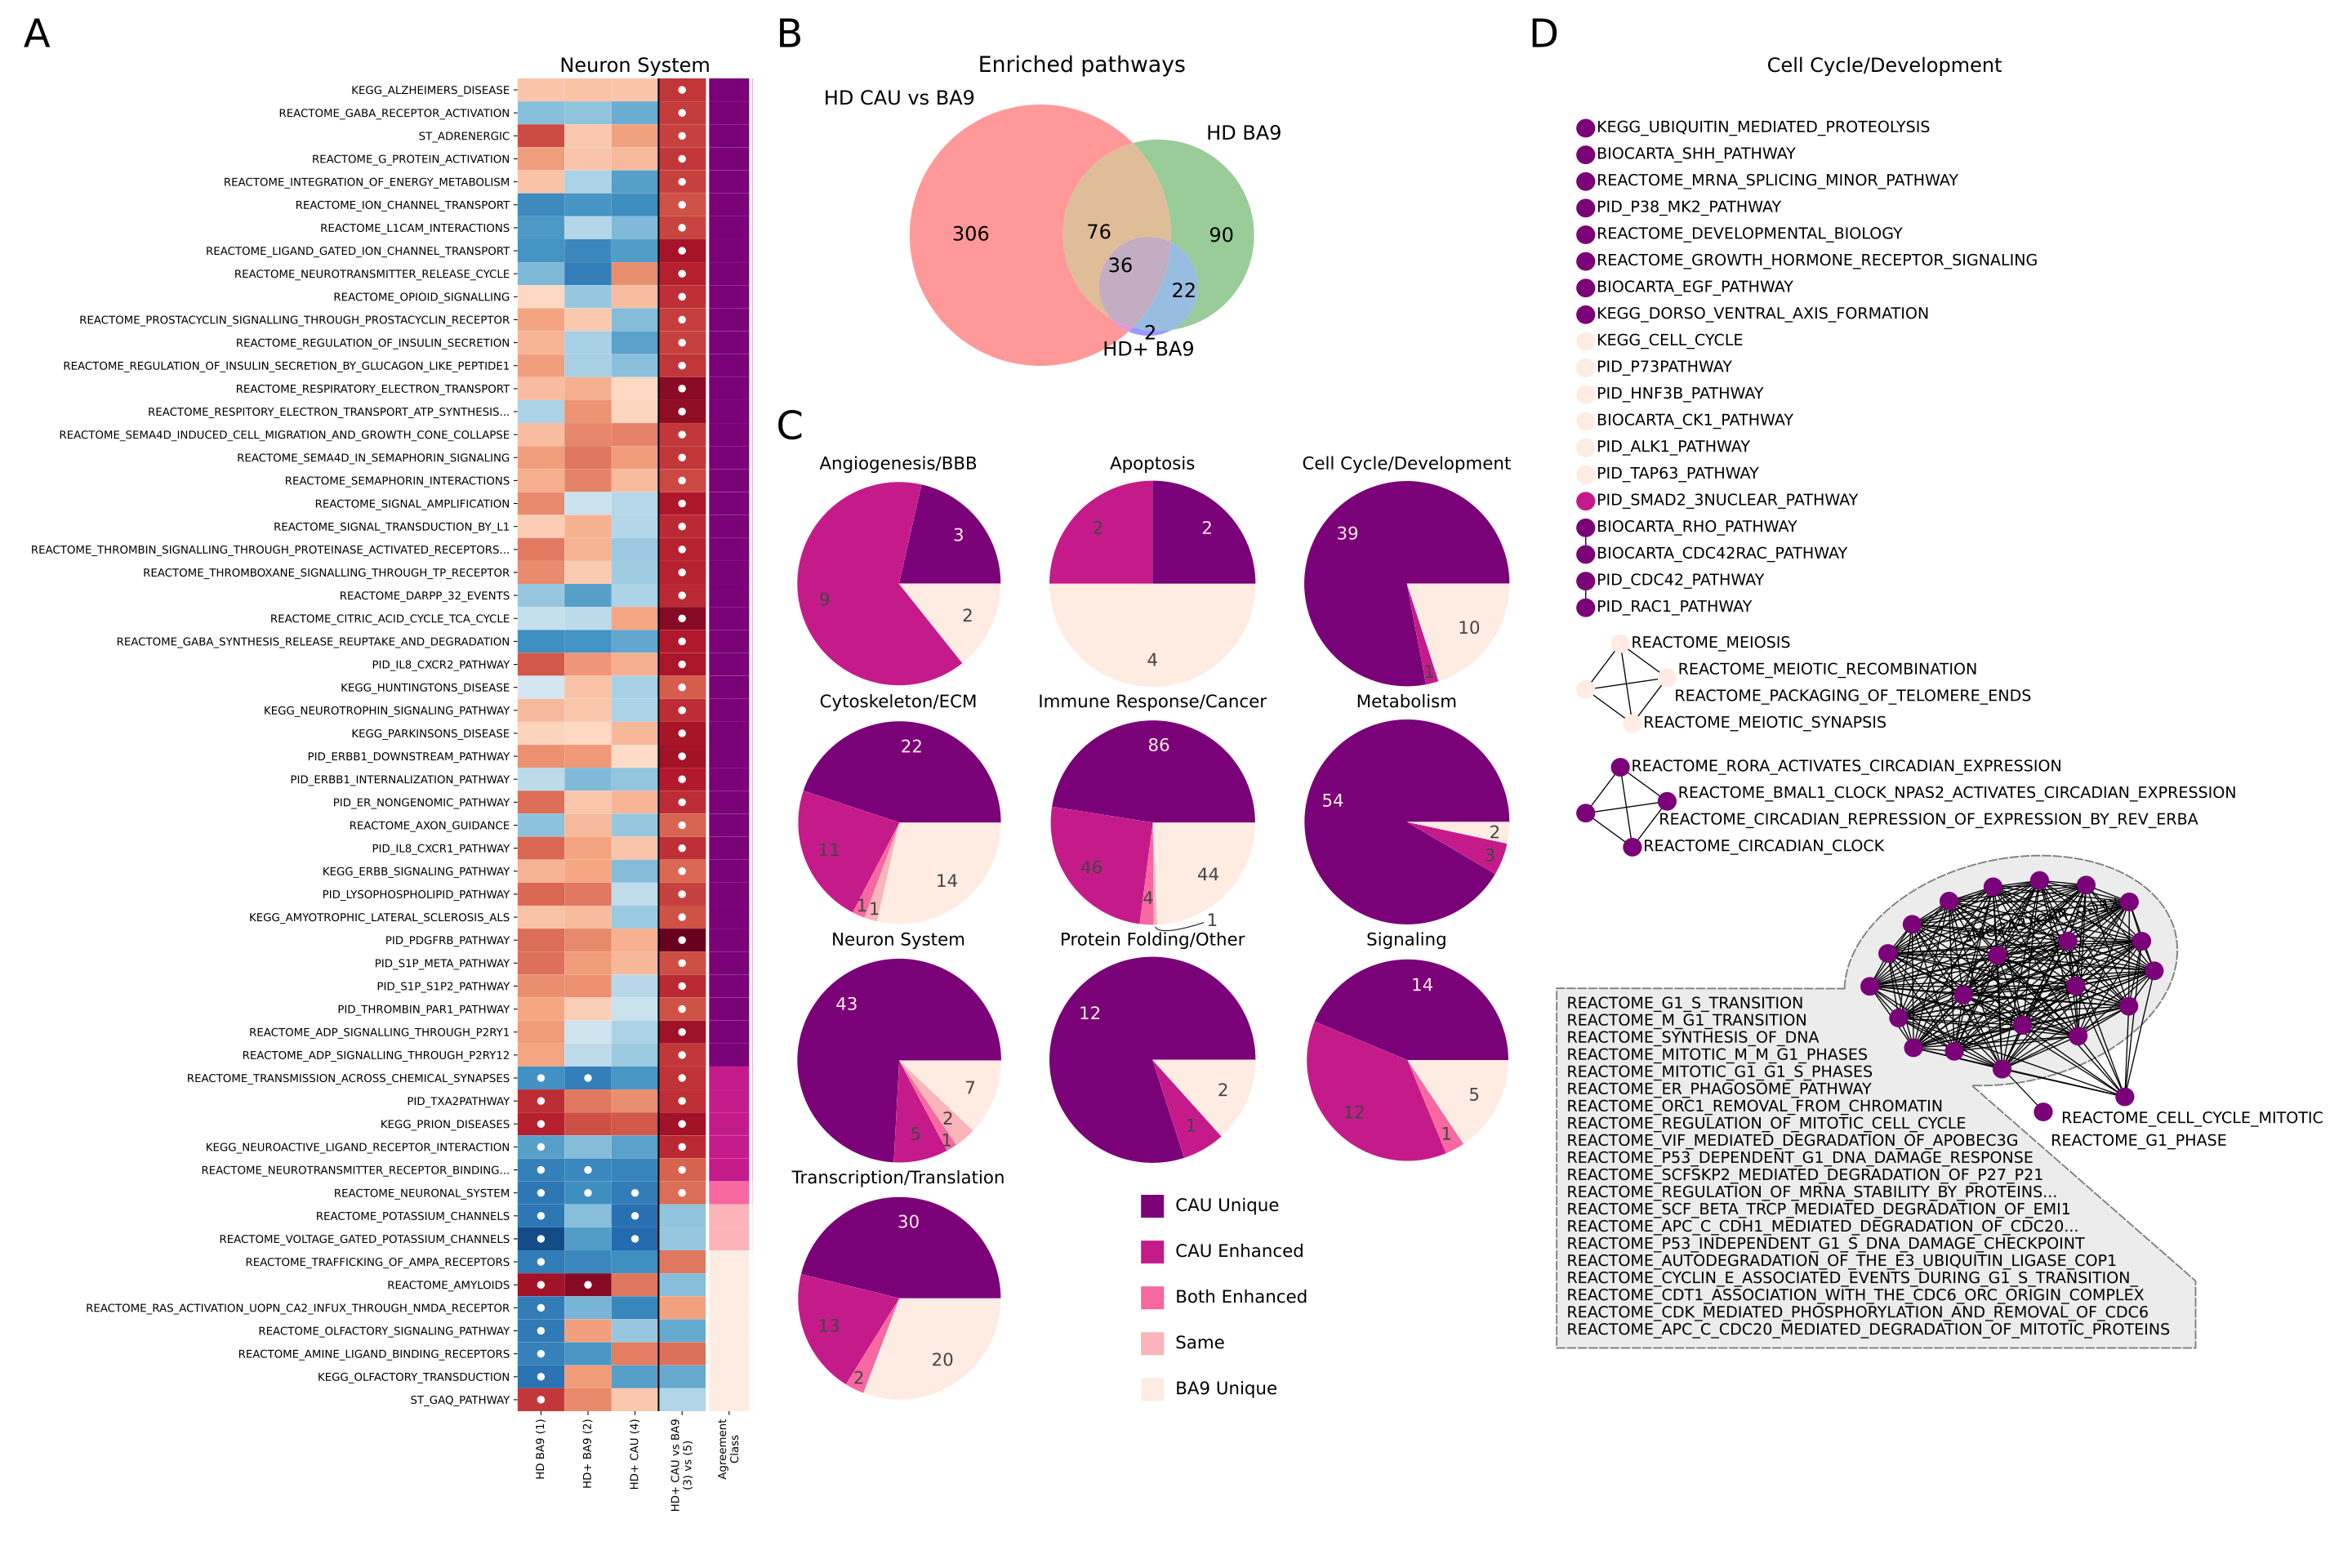 A
Neuron System
KEGG_ALZHEIMERS_DISEASE
REACTOME_GABA_RECEPTOR_ACTIVATION
ST_ADRENERGIC
REACTOME_G_PROTEIN_ACTIVATION
REACTOME_INTEGRATION_OF_ENERGY_METABOLISM
REACTOME_ION_CHANNEL_TRANSPORT
REACTOME_L1CAM_INTERACTIONS
REACTOME_LIGAND_GATED_ION_CHANNEL_TRANSPORT
REACTOME_NEUROTRANSMITTER_RELEASE_CYCLE
REACTOME_OPIOID_SIGNALLING
REACTOME_PROSTACYCLIN_SIGNALLING_THROUGH_PROSTACYCLIN_RECEPTOR
REACTOME_REGULATION_OF_INSULIN_SECRETION
REACTOME_REGULATION_OF_INSULIN_SECRETION_BY_GLUCAGON_LIKE_PEPTIDE1
REACTOME_RESPIRATORY_ELECTRON_TRANSPORT
REACTOME_RESPITORY_ELECTRON_TRANSPORT_ATP_SYNTHESIS...
REACTOME_SEMA4D_INDUCED_CELL_MIGRATION_AND_GROWTH_CONE_COLLAPSE
REACTOME_SEMA4D_IN_SEMAPHORIN_SIGNALING
REACTOME_SEMAPHORIN_INTERACTIONS
REACTOME_SIGNAL_AMPLIFICATION
REACTOME_SIGNAL_TRANSDUCTION_BY_L1
REACTOME_THROMBIN_SIGNALLING_THROUGH_PROTEINASE_ACTIVATED_RECEPTORS...
REACTOME_THROMBOXANE_SIGNALLING_THROUGH_TP_RECEPTOR
REACTOME_DARPP_32_EVENTS
REACTOME_CITRIC_ACID_CYCLE_TCA_CYCLE
REACTOME_GABA_SYNTHESIS_RELEASE_REUPTAKE_AND_DEGRADATION
PID_IL8_CXCR2_PATHWAY
KEGG_HUNTINGTONS_DISEASE
KEGG_NEUROTROPHIN_SIGNALING_PATHWAY
KEGG_PARKINSONS_DISEASE
PID_ERBB1_DOWNSTREAM_PATHWAY
PID_ERBB1_INTERNALIZATION_PATHWAY
PID_ER_NONGENOMIC_PATHWAY
REACTOME_AXON_GUIDANCE
PID_IL8_CXCR1_PATHWAY
KEGG_ERBB_SIGNALING_PATHWAY
PID_LYSOPHOSPHOLIPID_PATHWAY
KEGG_AMYOTROPHIC_LATERAL_SCLEROSIS_ALS
PID_PDGFRB_PATHWAY
PID_S1P_META_PATHWAY
PID_S1P_S1P2_PATHWAY
PID_THROMBIN_PAR1_PATHWAY
REACTOME_ADP_SIGNALLING_THROUGH_P2RY1
REACTOME_ADP_SIGNALLING_THROUGH_P2RY12
REACTOME_TRANSMISSION_ACROSS_CHEMICAL_SYNAPSES
PID_TXA2PATHWAY
KEGG_PRION_DISEASES
KEGG_NEUROACTIVE_LIGAND_RECEPTOR_INTERACTION
REACTOME_NEUROTRANSMITTER_RECEPTOR_BINDING...
REACTOME_NEURONAL_SYSTEM
REACTOME_POTASSIUM_CHANNELS
REACTOME_VOLTAGE_GATED_POTASSIUM_CHANNELS
REACTOME_TRAFFICKING_OF_AMPA_RECEPTORS
REACTOME_AMYLOIDS
REACTOME_RAS_ACTIVATION_UOPN_CA2_INFUX_THROUGH_NMDA_RECEPTOR
REACTOME_OLFACTORY_SIGNALING_PATHWAY
REACTOME_AMINE_LIGAND_BINDING_RECEPTORS
KEGG_OLFACTORY_TRANSDUCTION
ST_GAQ_PATHWAY
HD BA9 (1)
HD+ BA9 (2)
HD+ CAU (4)
HD+ CAU vs BA9
(3) vs (5)
Agreement
Class
B
Enriched pathways
HD CAU vs BA9
HD BA9
306
76
90
36
22
2
HD+ BA9
C
Angiogenesis/BBB
3
9
2
Apoptosis
2
2
4
Cell Cycle/Development
39
1
10
Cytoskeleton/ECM
22
11
1
1
14
Immune Response/Cancer
86
46
4
1
44
Metabolism
54
3
2
Neuron System
43
5
1
2
7
Protein Folding/Other
12
1
2
Signaling
14
12
1
5
Transcription/Translation
30
13
2
20
CAU Unique
CAU Enhanced
Both Enhanced
Same
BA9 Unique
D
Cell Cycle/Development
KEGG_UBIQUITIN_MEDIATED_PROTEOLYSIS
BIOCARTA_SHH_PATHWAY
REACTOME_MRNA_SPLICING_MINOR_PATHWAY
PID_P38_MK2_PATHWAY
REACTOME_DEVELOPMENTAL_BIOLOGY
REACTOME_GROWTH_HORMONE_RECEPTOR_SIGNALING
BIOCARTA_EGF_PATHWAY
KEGG_DORSO_VENTRAL_AXIS_FORMATION
KEGG_CELL_CYCLE
PID_P73PATHWAY
PID_HNF3B_PATHWAY
BIOCARTA_CK1_PATHWAY
PID_ALK1_PATHWAY
PID_TAP63_PATHWAY
PID_SMAD2_3NUCLEAR_PATHWAY
BIOCARTA_RHO_PATHWAY
BIOCARTA_CDC42RAC_PATHWAY
PID_CDC42_PATHWAY
PID_RAC1_PATHWAY
REACTOME_MEIOSIS
REACTOME_MEIOTIC_RECOMBINATION
REACTOME_PACKAGING_OF_TELOMERE_ENDS
REACTOME_MEIOTIC_SYNAPSIS
REACTOME_RORA_ACTIVATES_CIRCADIAN_EXPRESSION
REACTOME_BMAL1_CLOCK_NPAS2_ACTIVATES_CIRCADIAN_EXPRESSION
REACTOME_CIRCADIAN_REPRESSION_OF_EXPRESSION_BY_REV_ERBA
REACTOME_CIRCADIAN_CLOCK
REACTOME_CELL_CYCLE_MITOTIC
REACTOME_G1_PHASE
REACTOME_G1_S_TRANSITION
REACTOME_M_G1_TRANSITION
REACTOME_SYNTHESIS_OF_DNA
REACTOME_MITOTIC_M_M_G1_PHASES
REACTOME_MITOTIC_G1_G1_S_PHASES
REACTOME_ER_PHAGOSOME_PATHWAY
REACTOME_ORC1_REMOVAL_FROM_CHROMATIN
REACTOME_REGULATION_OF_MITOTIC_CELL_CYCLE
REACTOME_VIF_MEDIATED_DEGRADATION_OF_APOBEC3G
REACTOME_P53_DEPENDENT_G1_DNA_DAMAGE_RESPONSE
REACTOME_SCFSKP2_MEDIATED_DEGRADATION_OF_P27_P21
REACTOME_REGULATION_OF_MRNA_STABILITY_BY_PROTEINS...
REACTOME_SCF_BETA_TRCP_MEDIATED_DEGRADATION_OF_EMI1
REACTOME_APC_C_CDH1_MEDIATED_DEGRADATION_OF_CDC20...
REACTOME_P53_INDEPENDENT_G1_S_DNA_DAMAGE_CHECKPOINT
REACTOME_AUTODEGRADATION_OF_THE_E3_UBIQUITIN_LIGASE_COP1
REACTOME_CYCLIN_E_ASSOCIATED_EVENTS_DURING_G1_S_TRANSITION_
REACTOME_CDT1_ASSOCIATION_WITH_THE_CDC6_ORC_ORIGIN_COMPLEX
REACTOME_CDK_MEDIATED_PHOSPHORYLATION_AND_REMOVAL_OF_CDC6
REACTOME_APC_C_CDC20_MEDIATED_DEGRADATION_OF_MITOTIC_PROTEINS